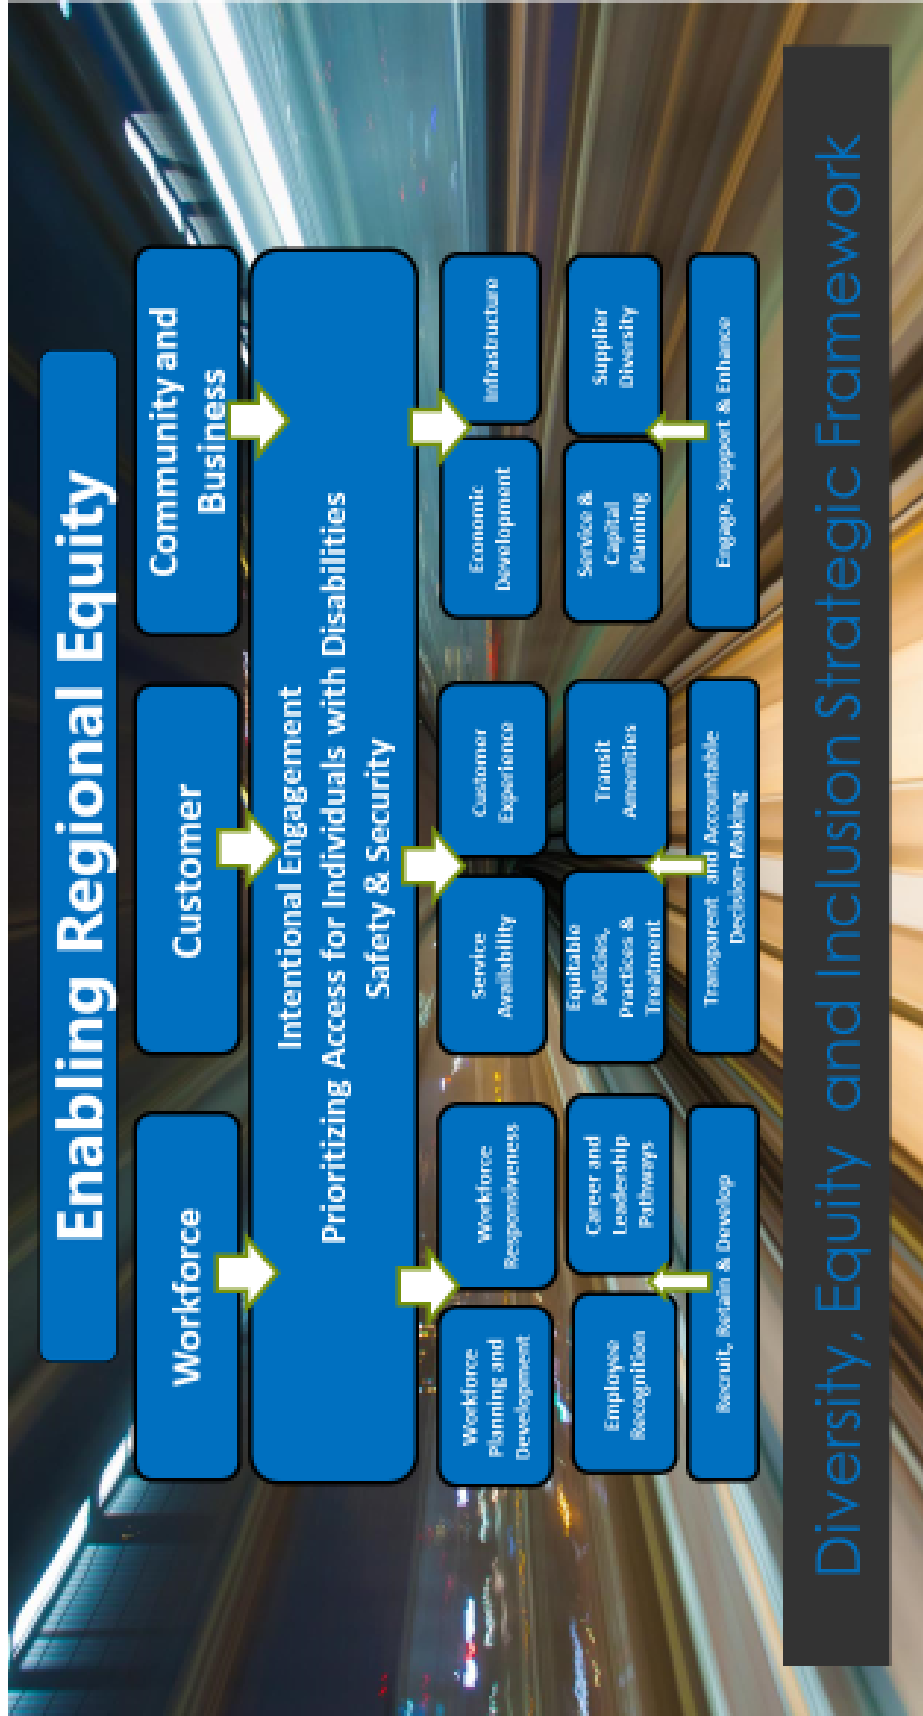 Enabling Regional Equity
Workforce
Customer
Community and
Business
Intentional Engagement
Prioritizing Access for Individuals with Disabilities
Safety & Security
Workforce
Planning and
Development
Workforce
Responsiveness
Employee
Recognition
Career and
Leadership
Pathways
Recruit, Retain & Develop
Service
Availability
Customer
Experience
Equitable
Policies,
Practices &
Treatment
Transit
Amenities
Transparent and Accountable
Decision-Making
Economic
Development
Infrastructure
Service &
Capital
Planning
Supplier
Diversity
Engage, Support & Enhance
Diversity, Equity and Inclusion Strategic Framework